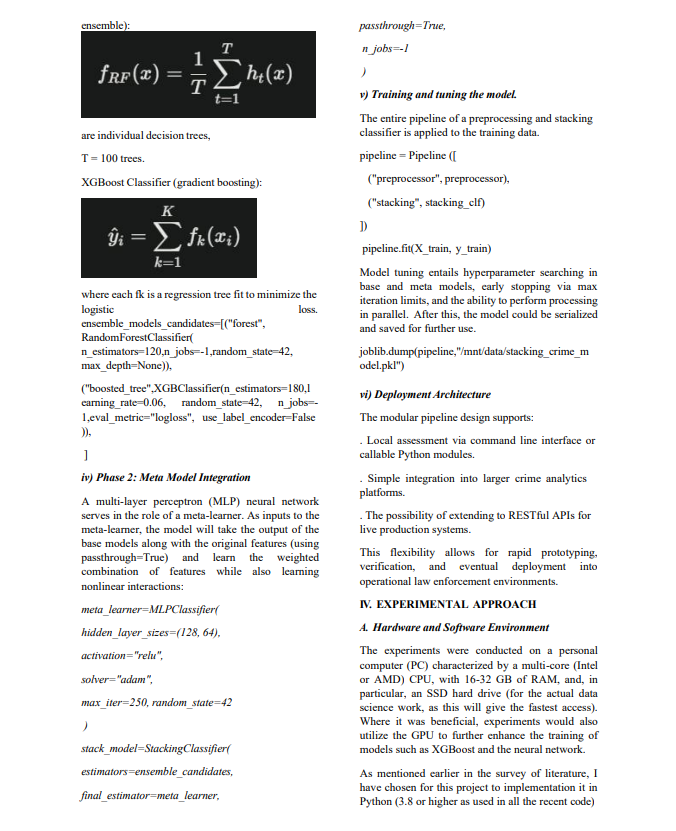 ensemble):
f_{RF}(x) = \frac{1}{T} \sum_{t=1}^{T} h_t(x)
are individual decision trees,
T = 100 trees.
XGBoost Classifier (gradient boosting):
\hat{y}_i = \sum_{k=1}^{K} f_k(x_i)
where each fk is a regression tree fit to minimize the
logistic loss.
ensemble_models_candidates=[("forest",
RandomForestClassifier(
n_estimators=120,n_jobs=-1,random_state=42,
max_depth=None)),
("boosted_tree",XGBClassifier(n_estimators=180,l
earning_rate=0.06, random_state=42, n_jobs=-
1,eval_metric="logloss", use_label_encoder=False
)),
]
iv) Phase 2: Meta Model Integration
A multi-layer perceptron (MLP) neural network
serves in the role of a meta-learner. As inputs to the
meta-learner, the model will take the output of the
base models along with the original features (using
passthrough=True) and learn the weighted
combination of features while also learning
nonlinear interactions:
meta_learner=MLPClassifier(
hidden_layer_sizes=(128, 64),
activation="relu",
solver="adam",
max_iter=250, random_state=42
)
stack_model=StackingClassifier(
estimators=ensemble_candidates,
final_estimator=meta_learner,
passthrough=True,
n_jobs=-1
)
v) Training and tuning the model.
The entire pipeline of a preprocessing and stacking
classifier is applied to the training data.
pipeline = Pipeline ([
("preprocessor", preprocessor),
("stacking", stacking_clf)
])
pipeline.fit(X_train, y_train)
Model tuning entails hyperparameter searching in
base and meta models, early stopping via max
iteration limits, and the ability to perform processing
in parallel. After this, the model could be serialized
and saved for further use.
joblib.dump(pipeline,"/mnt/data/stacking_crime_m
odel.pkl")
vi) Deployment Architecture
The modular pipeline design supports:
. Local assessment via command line interface or
callable Python modules.
. Simple integration into larger crime analytics
platforms.
. The possibility of extending to RESTful APIs for
live production systems.
This flexibility allows for rapid prototyping,
verification, and eventual deployment into
operational law enforcement environments.
IV. EXPERIMENTAL APPROACH
A. Hardware and Software Environment
The experiments were conducted on a personal
computer (PC) characterized by a multi-core (Intel
or AMD) CPU, with 16-32 GB of RAM, and, in
particular, an SSD hard drive (for the actual data
science work, as this will give the fastest access).
Where it was beneficial, experiments would also
utilize the GPU to further enhance the training of
models such as XGBoost and the neural network.
As mentioned earlier in the survey of literature, I
have chosen for this project to implementation it in
Python (3.8 or higher as used in all the recent code)